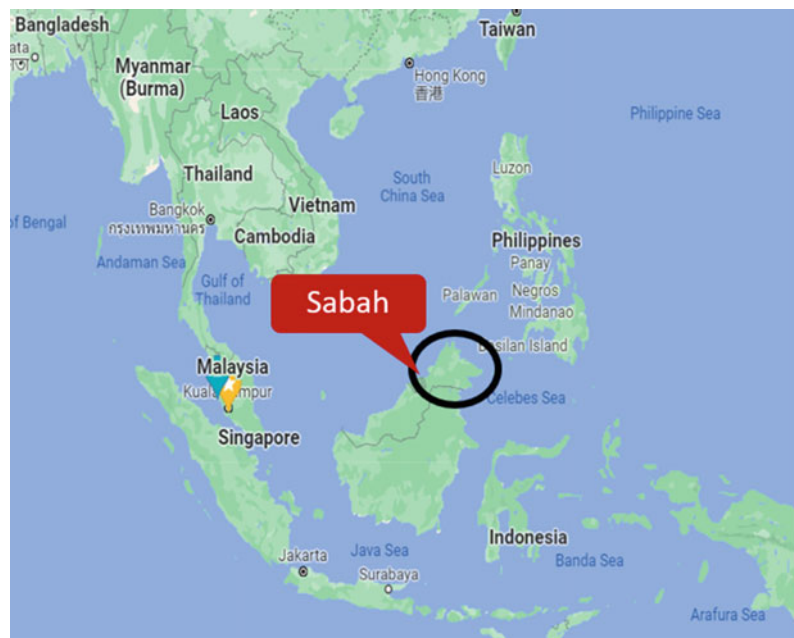 Bangladesh
Taiwan
Myanmar
(Burma)
Hong Kong
香港
Laos
Philippine Sea
Luzon
Thailand
South
China Sea
Bangkok
กรุงเทพมหานคร
Vietnam
of Bengal
Cambodia
Philippines
Panay
Andaman Sea
Gulf of
Thailand
Sabah
Palawan
Negros
Mindanao
Basilan Island
Malaysia
Celebes Sea
Singapore
Indonesia
Jakarta
Java Sea
Banda Sea
Surabaya
Arafura Sea